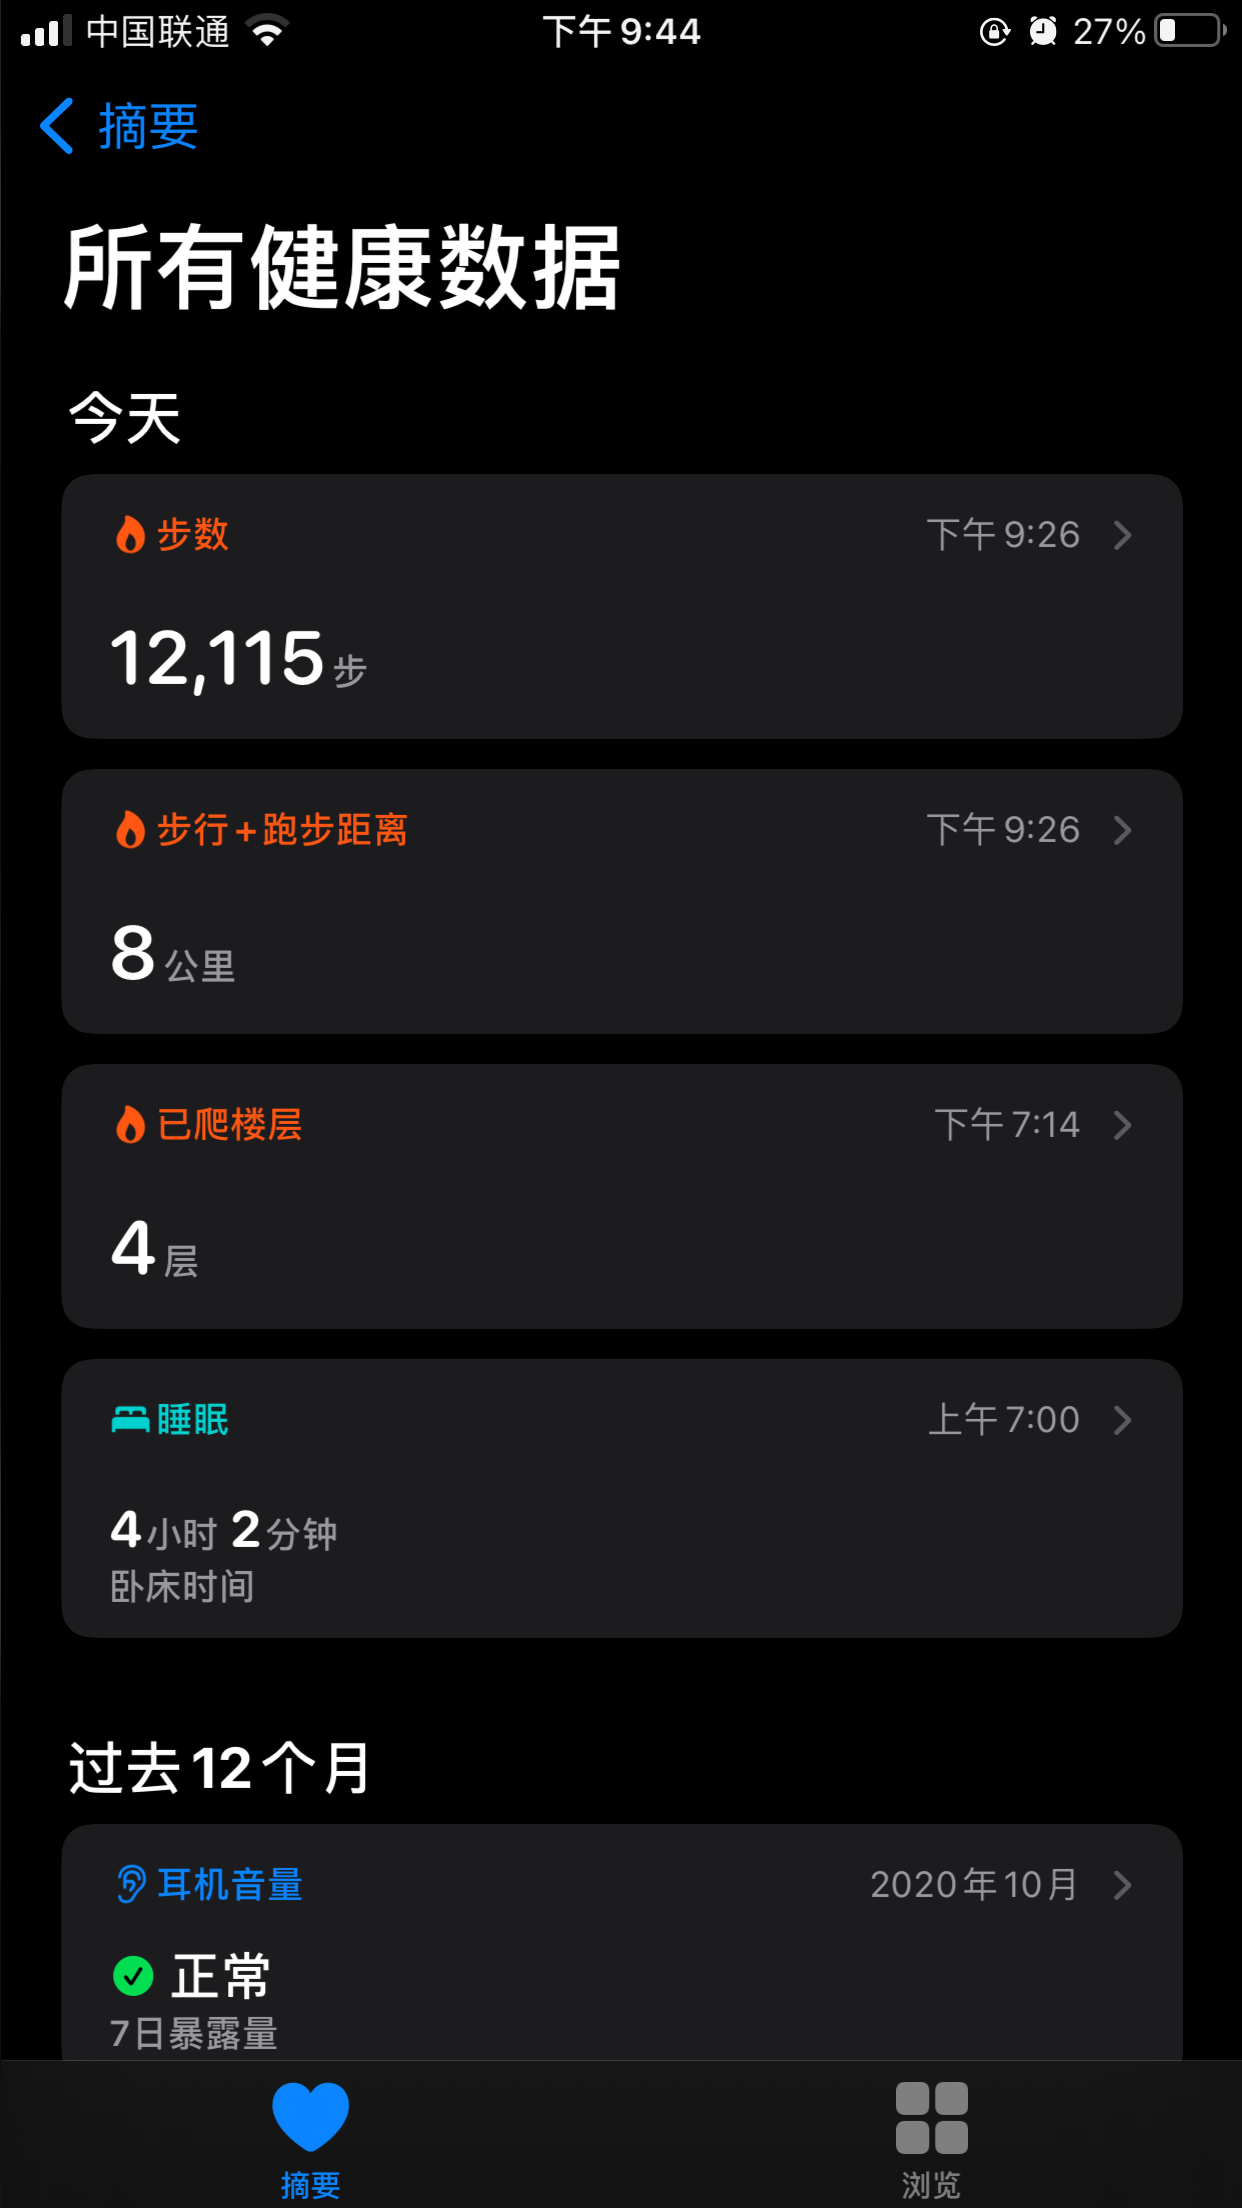 中国联通
下午 9:44
27%
摘要
所有健康数据
今天
步数
下午 9:26
12,115 步
步行+跑步距离
下午 9:26
8 公里
已爬楼层
下午 7:14
4 层
睡眠
上午 7:00
4小时 2分钟
卧床时间
过去12个月
耳机音量
2020年10月
正常
7日暴露量
摘要
浏览